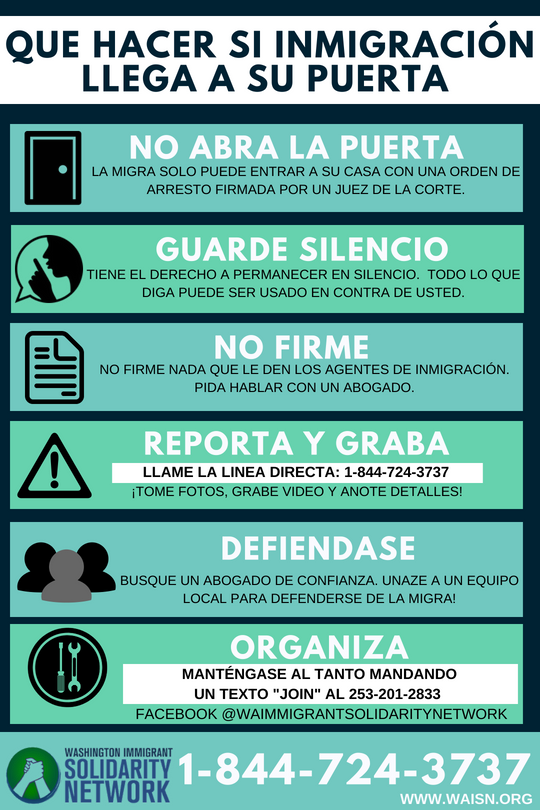 QUE HACER SI INMIGRACIÓN
LLEGA A SU PUERTA
NO ABRA LA PUERTA
LA MIGRA SOLO PUEDE ENTRAR A SU CASA CON UNA ORDEN DE
ARRESTO FIRMADA POR UN JUEZ DE LA CORTE.
GUARDE SILENCIO
TIENE EL DERECHO A PERMANECER EN SILENCIO. TODO LO QUE
DIGA PUEDE SER USADO EN CONTRA DE USTED.
NO FIRME
NO FIRME NADA QUE LE DEN LOS AGENTES DE INMIGRACIÓN.
PIDA HABLAR CON UN ABOGADO.
REPORTA Y GRABA
LLAME LA LINEA DIRECTA: 1-844-724-3737
¡TOME FOTOS, GRABE VIDEO Y ANOTE DETALLES!
DEFIENDASE
BUSQUE UN ABOGADO DE CONFIANZA. UNAZE A UN EQUIPO
LOCAL PARA DEFENDERSE DE LA MIGRA!
ORGANIZA
MANTÉNGASE AL TANTO MANDANDO
UN TEXTO "JOIN" AL 253-201-2833
FACEBOOK @WAIMMIGRANTSOLIDARITYNETWORK
WASHINGTON IMMIGRANT
SOLIDARITY
NETWORK
1-844-724-3737
WWW.WAISN.ORG